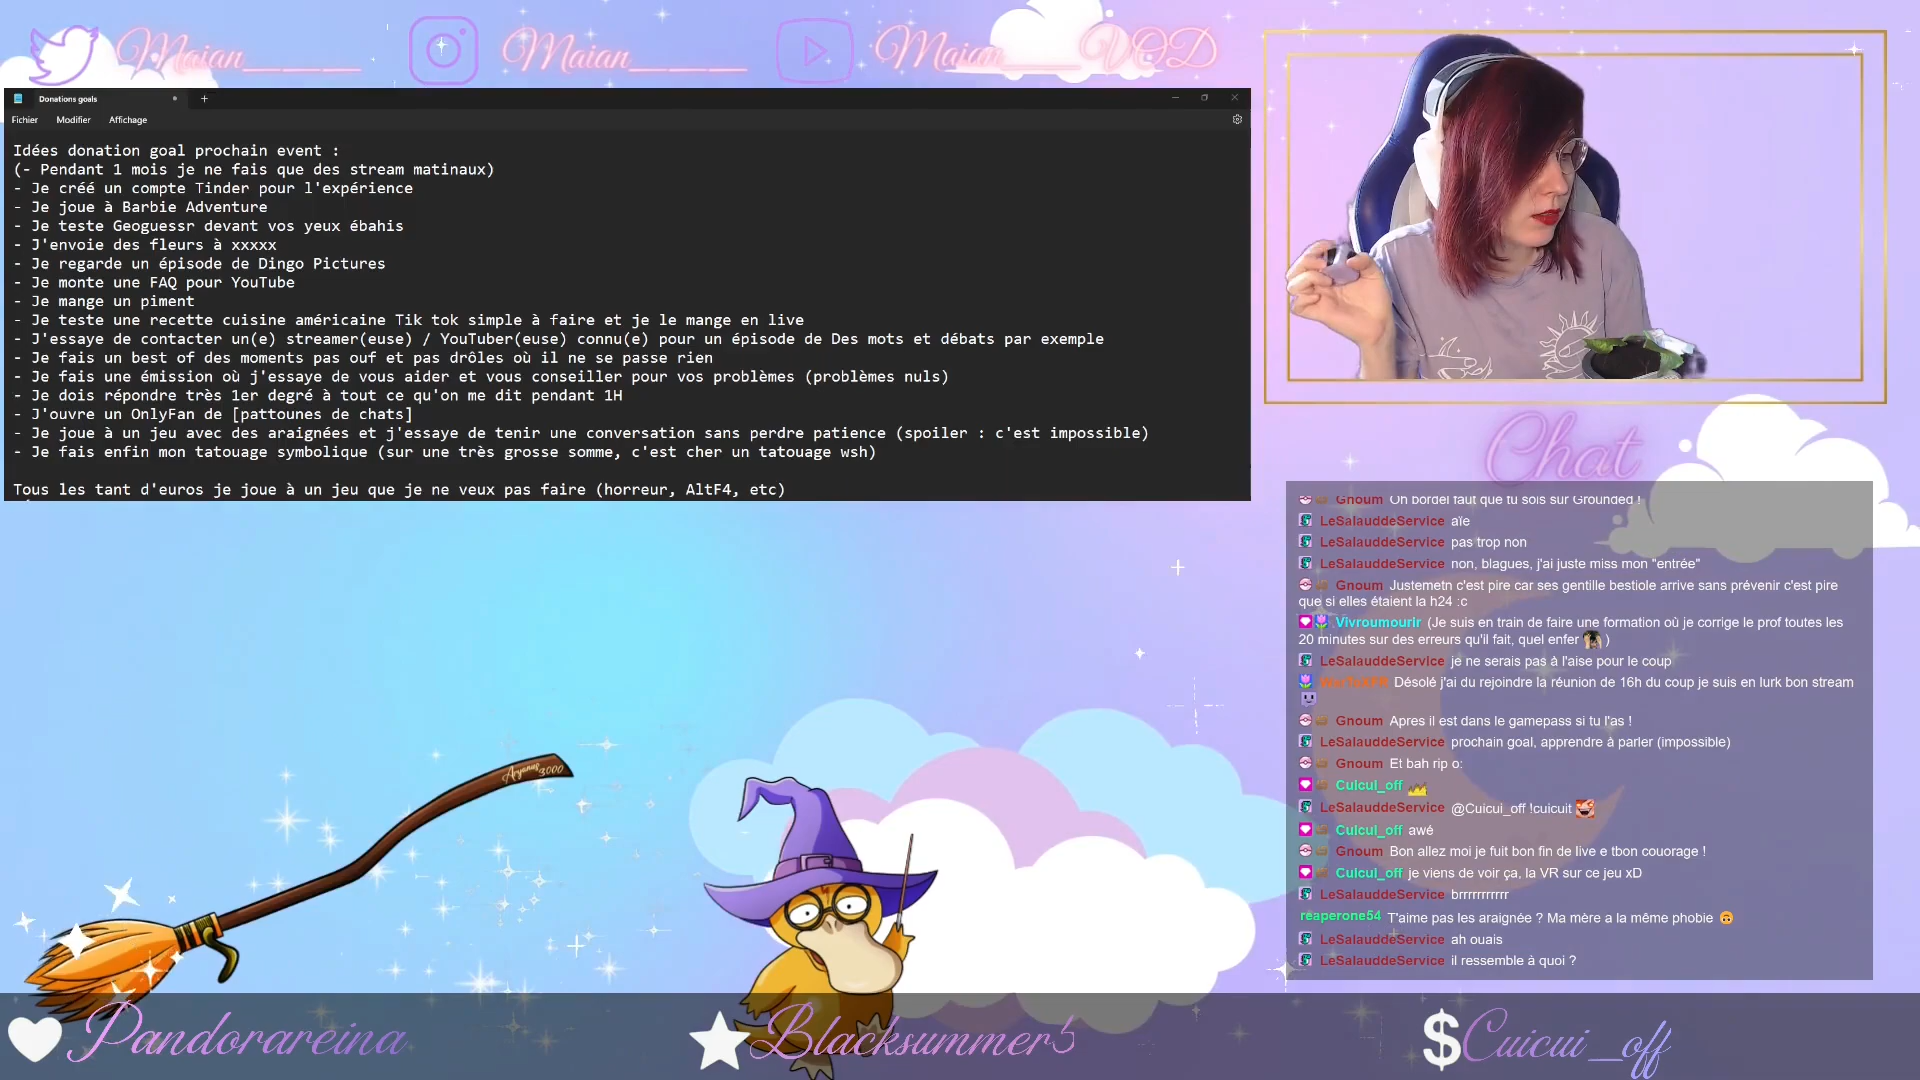 Maian_____
Maian_____
Maian____VOD
Donations goals
Fichier Modifier Affichage
Idées donation goal prochain event :
(- Pendant 1 mois je ne fais que des stream matinaux)
- Je créé un compte Tinder pour l'expérience
- Je joue à Barbie Adventure
- Je teste Geoguessr devant vos yeux ébahis
- J'envoie des fleurs à xxxxx
- Je regarde un épisode de Dingo Pictures
- Je monte une FAQ pour YouTube
- Je mange un piment
- Je teste une recette cuisine américaine Tik tok simple à faire et je le mange en live
- J'essaye de contacter un(e) streamer(euse) / YouTuber(euse) connu(e) pour un épisode de Des mots et débats par exemple
- Je fais un best of des moments pas ouf et pas drôles où il ne se passe rien
- Je fais une émission où j'essaye de vous aider et vous conseiller pour vos problèmes (problèmes nuls)
- Je dois répondre très 1er degré à tout ce qu'on me dit pendant 1H
- J'ouvre un OnlyFan de [pattounes de chats]
- Je joue à un jeu avec des araignées et j'essaye de tenir une conversation sans perdre patience (spoiler : c'est impossible)
- Je fais enfin mon tatouage symbolique (sur une très grosse somme, c'est cher un tatouage wsh)
Tous les tant d'euros je joue à un jeu que je ne veux pas faire (horreur, AltF4, etc)
Chat
Gnoum Oh bordel faut que tu sois sur Grounded !
LeSalauddeService aïe
LeSalauddeService pas trop non
LeSalauddeService non, blagues, j'ai juste miss mon "entrée"
Gnoum Justemetn c'est pire car ses gentille bestiole arrive sans prévenir c'est pire
que si elles étaient la h24 :c
Vivroumourir (Je suis en train de faire une formation où je corrige le prof toutes les
20 minutes sur des erreurs qu'il fait, quel enfer )
LeSalauddeService je ne serais pas à l'aise pour le coup
Désolé j'ai du rejoindre la réunion de 16h du coup je suis en lurk bon stream
Gnoum Apres il est dans le gamepass si tu l'as !
LeSalauddeService prochain goal, apprendre à parler (impossible)
Gnoum Et bah rip o:
Cuicui_off
LeSalauddeService @Cuicui_off !cuicuit
Cuicui_off awé
Gnoum Bon allez moi je fuit bon fin de live e tbon couorage !
Cuicui_off je viens de voir ça, la VR sur ce jeu xD
LeSalauddeService brrrrrrrrrr
reaperone54 T'aime pas les araignée ? Ma mère a la même phobie
LeSalauddeService ah ouais
LeSalauddeService il ressemble à quoi ?
3000
Pandorareina
Blacksummer5
$ Cuicui_off